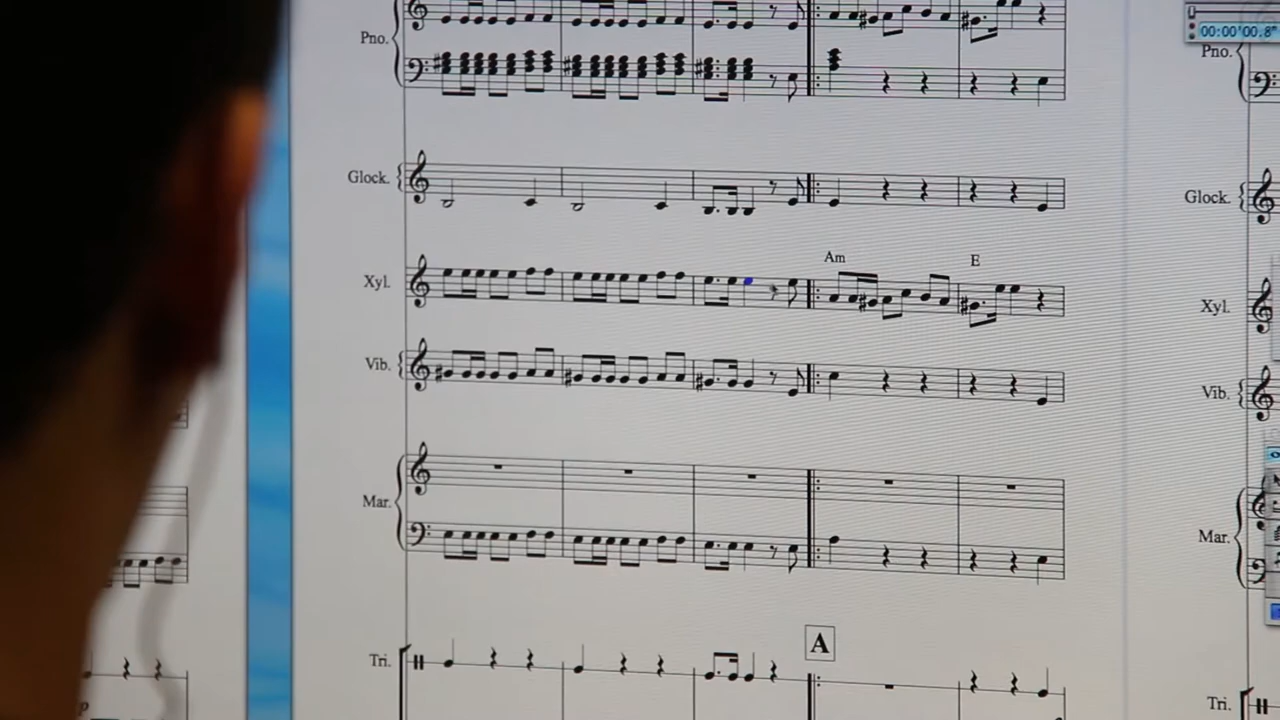 00:00'00.8"
Pno.
Pno.
Glock.
Glock.
Am E
Xyl.
Xyl.
Vib.
Vib.
Mar.
Mar.
A
Tri.
Tri.
p